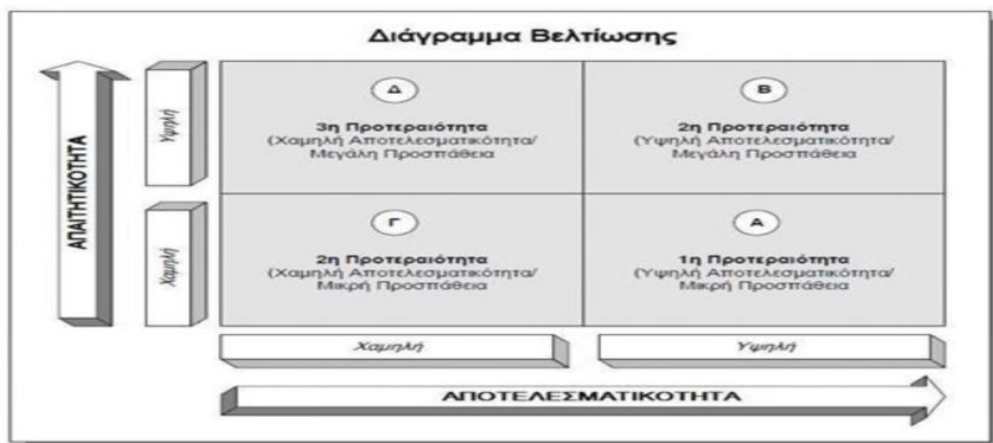 Διάγραμμα Βελτίωσης
ΑΠΑΙΤΗΤΙΚΟΤΗΤΑ
Υψηλή
Δ
3η Προτεραιότητα
(Χαμηλή Αποτελεσματικότητα/
Μεγάλη Προσπάθεια
Β
2η Προτεραιότητα
(Υψηλή Αποτελεσματικότητα/
Μεγάλη Προσπάθεια
Χαμηλή
Γ
2η Προτεραιότητα
(Χαμηλή Αποτελεσματικότητα/
Μικρή Προσπάθεια
Α
1η Προτεραιότητα
(Υψηλή Αποτελεσματικότητα/
Μικρή Προσπάθεια
Χαμηλή
Υψηλή
ΑΠΟΤΕΛΕΣΜΑΤΙΚΟΤΗΤΑ